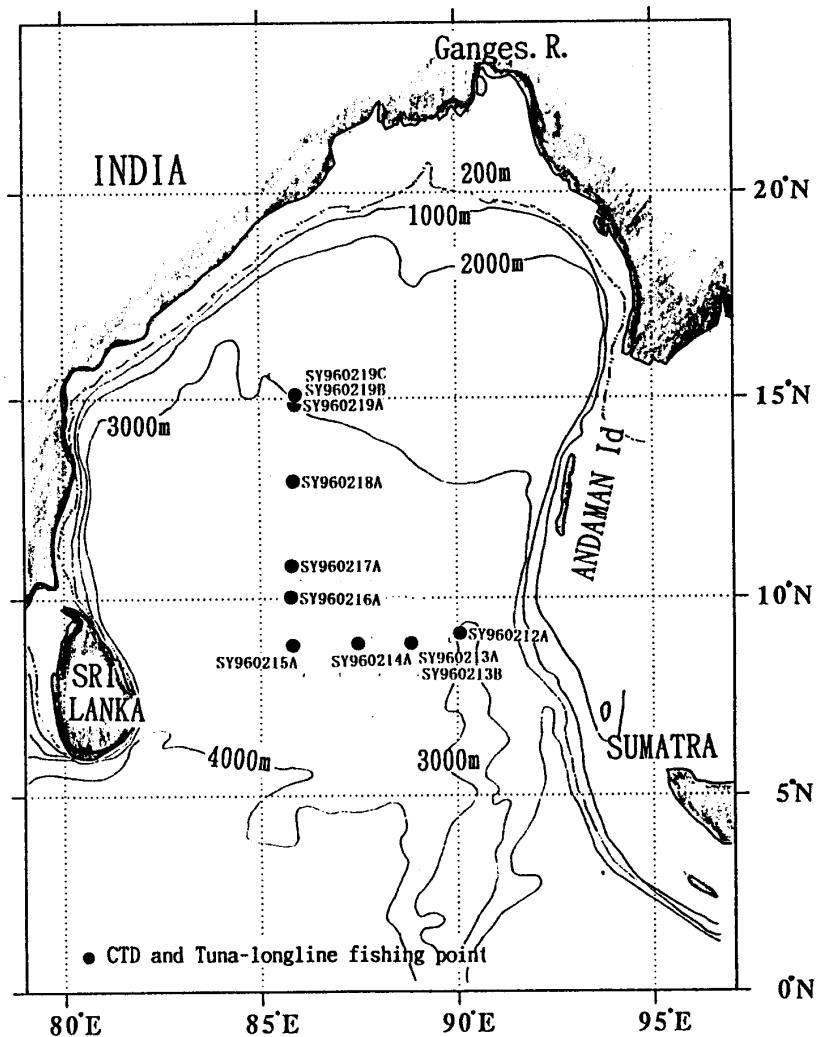 Ganges. R.
INDIA
200m
20°N
1000m
2000m
SY960219C
SY960219B
15°N
SY960219A
3000m
SY960218A
ANDAMAN Id
SY960217A
10°N
SY960216A
SY960212A
SY960215A
SY960214A
SY960213A
SY960213B
SRI
LANKA
4000m
3000m
SUMATRA
5°N
CTD and Tuna-longline fishing point
0°N
80°E
85°E
90°E
95°E